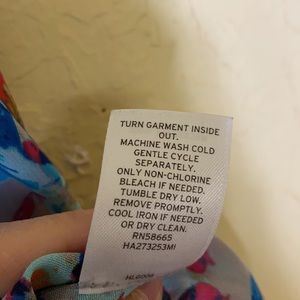 TURN GARMENT INSIDE
OUT.
MACHINE WASH COLD
GENTLE CYCLE
SEPARATELY.
ONLY NON-CHLORINE
BLEACH IF NEEDED.
TUMBLE DRY LOW.
REMOVE PROMPTLY.
COOL IRON IF NEEDED
OR DRY CLEAN.
RN58665
HA273253MI